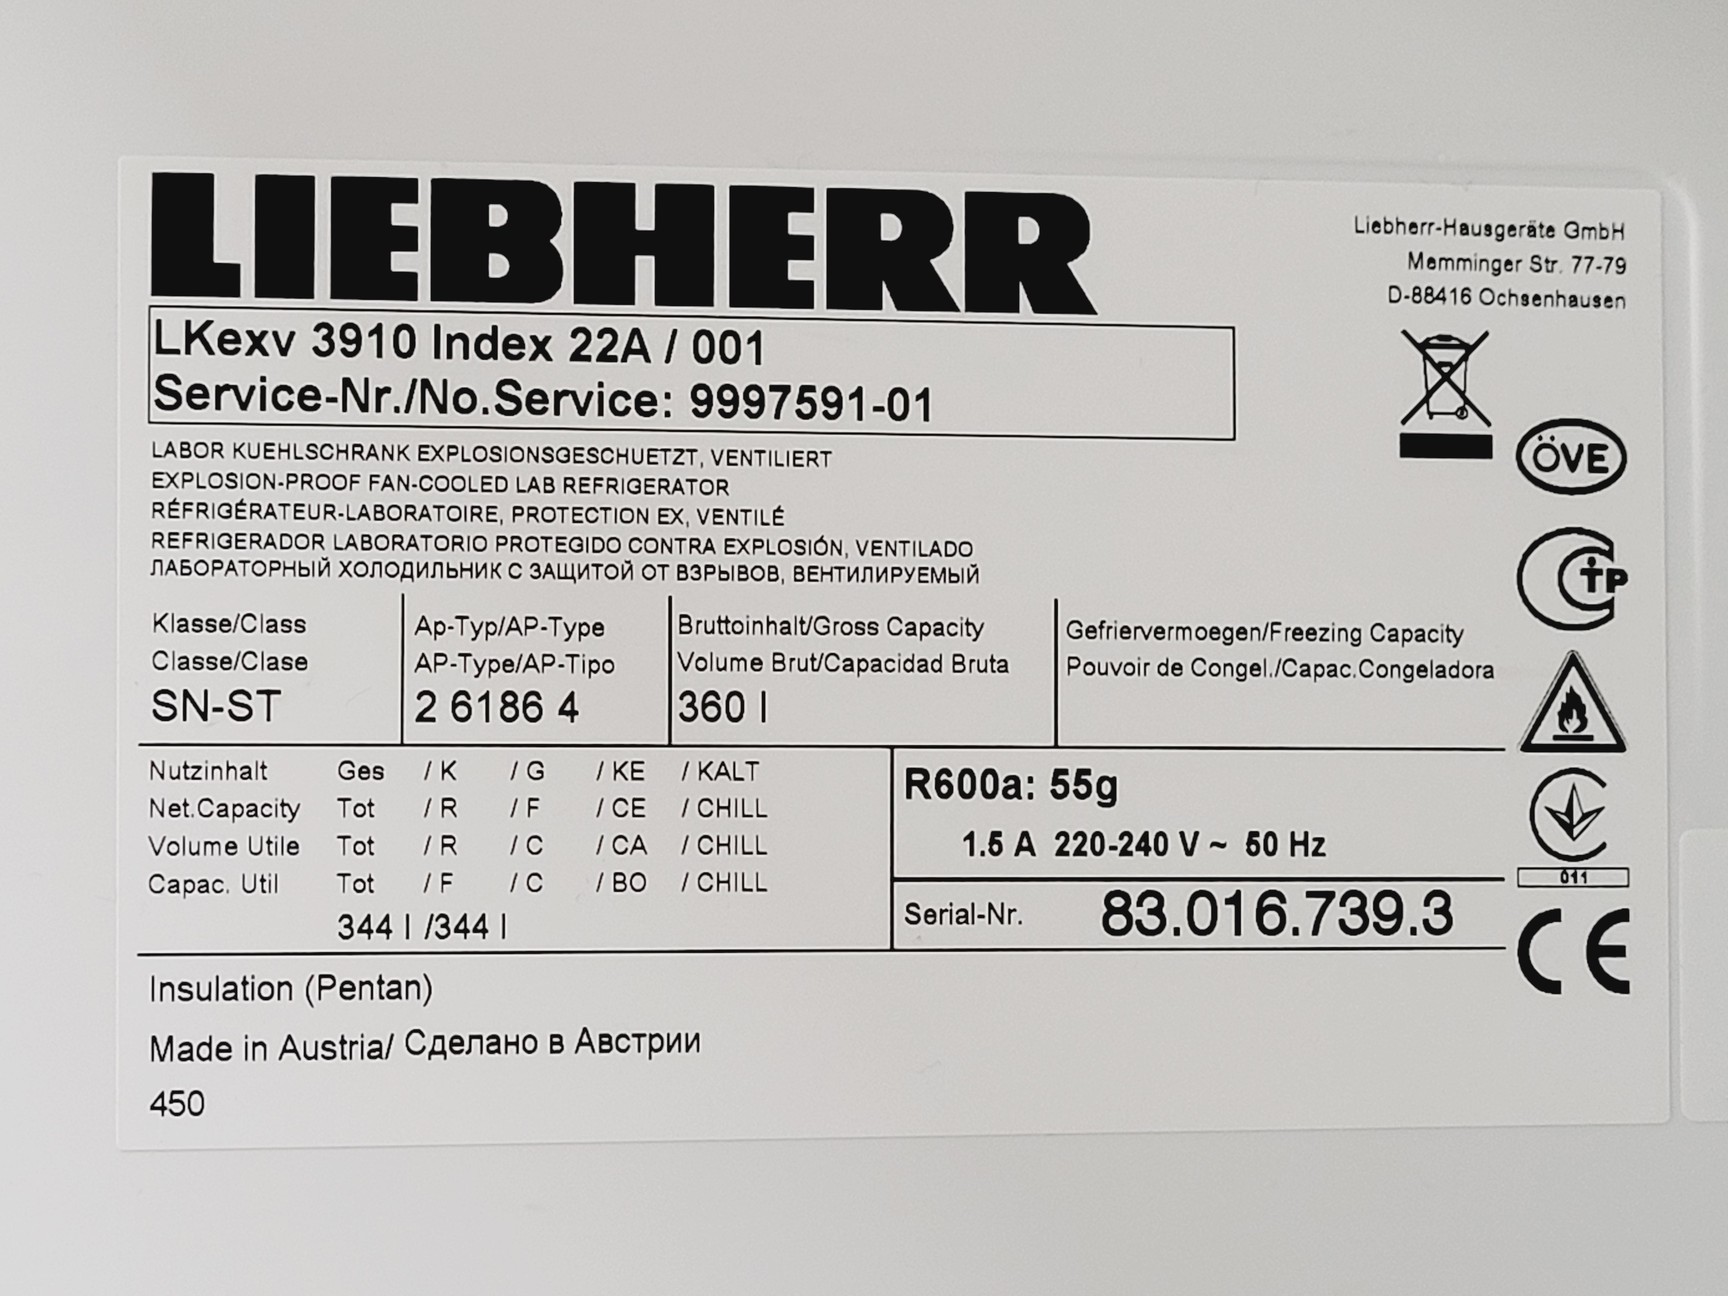 LIEBHERR
Liebherr-Hausgeräte GmbH
Memminger Str. 77-79
D-88416 Ochsenhausen
LKexv 3910 Index 22A / 001
Service-Nr./No.Service: 9997591-01
LABOR KUEHLSCHRANK EXPLOSIONSGESCHUETZT, VENTILIERT
EXPLOSION-PROOF FAN-COOLED LAB REFRIGERATOR
RÉFRIGÉRATEUR-LABORATOIRE, PROTECTION EX, VENTILÉ
REFRIGERADOR LABORATORIO PROTEGIDO CONTRA EXPLOSIÓN, VENTILADO
ЛАБОРАТОРНЫЙ ХОЛОДИЛЬНИК С ЗАЩИТОЙ ОТ ВЗРЫВОВ, ВЕНТИЛИРУЕМЫЙ
ÖVE
СТР
Klasse/Class
Classe/Clase
SN-ST
Ap-Typ/AP-Type
AP-Type/AP-Tipo
2 6186 4
Bruttoinhalt/Gross Capacity
Volume Brut/Capacidad Bruta
360 l
Gefriervermoegen/Freezing Capacity
Pouvoir de Congel./Capac.Congeladora
Nutzinhalt Ges / K / G / KE / KALT
Net.Capacity Tot / R / F / CE / CHILL
Volume Utile Tot / R / C / CA / CHILL
Capac. Util Tot / F / C / BO / CHILL
344 l /344 l
R600a: 55g
1.5 A 220-240 V ~ 50 Hz
Serial-Nr. 83.016.739.3
011
CE
Insulation (Pentan)
Made in Austria/ Сделано в Австрии
450